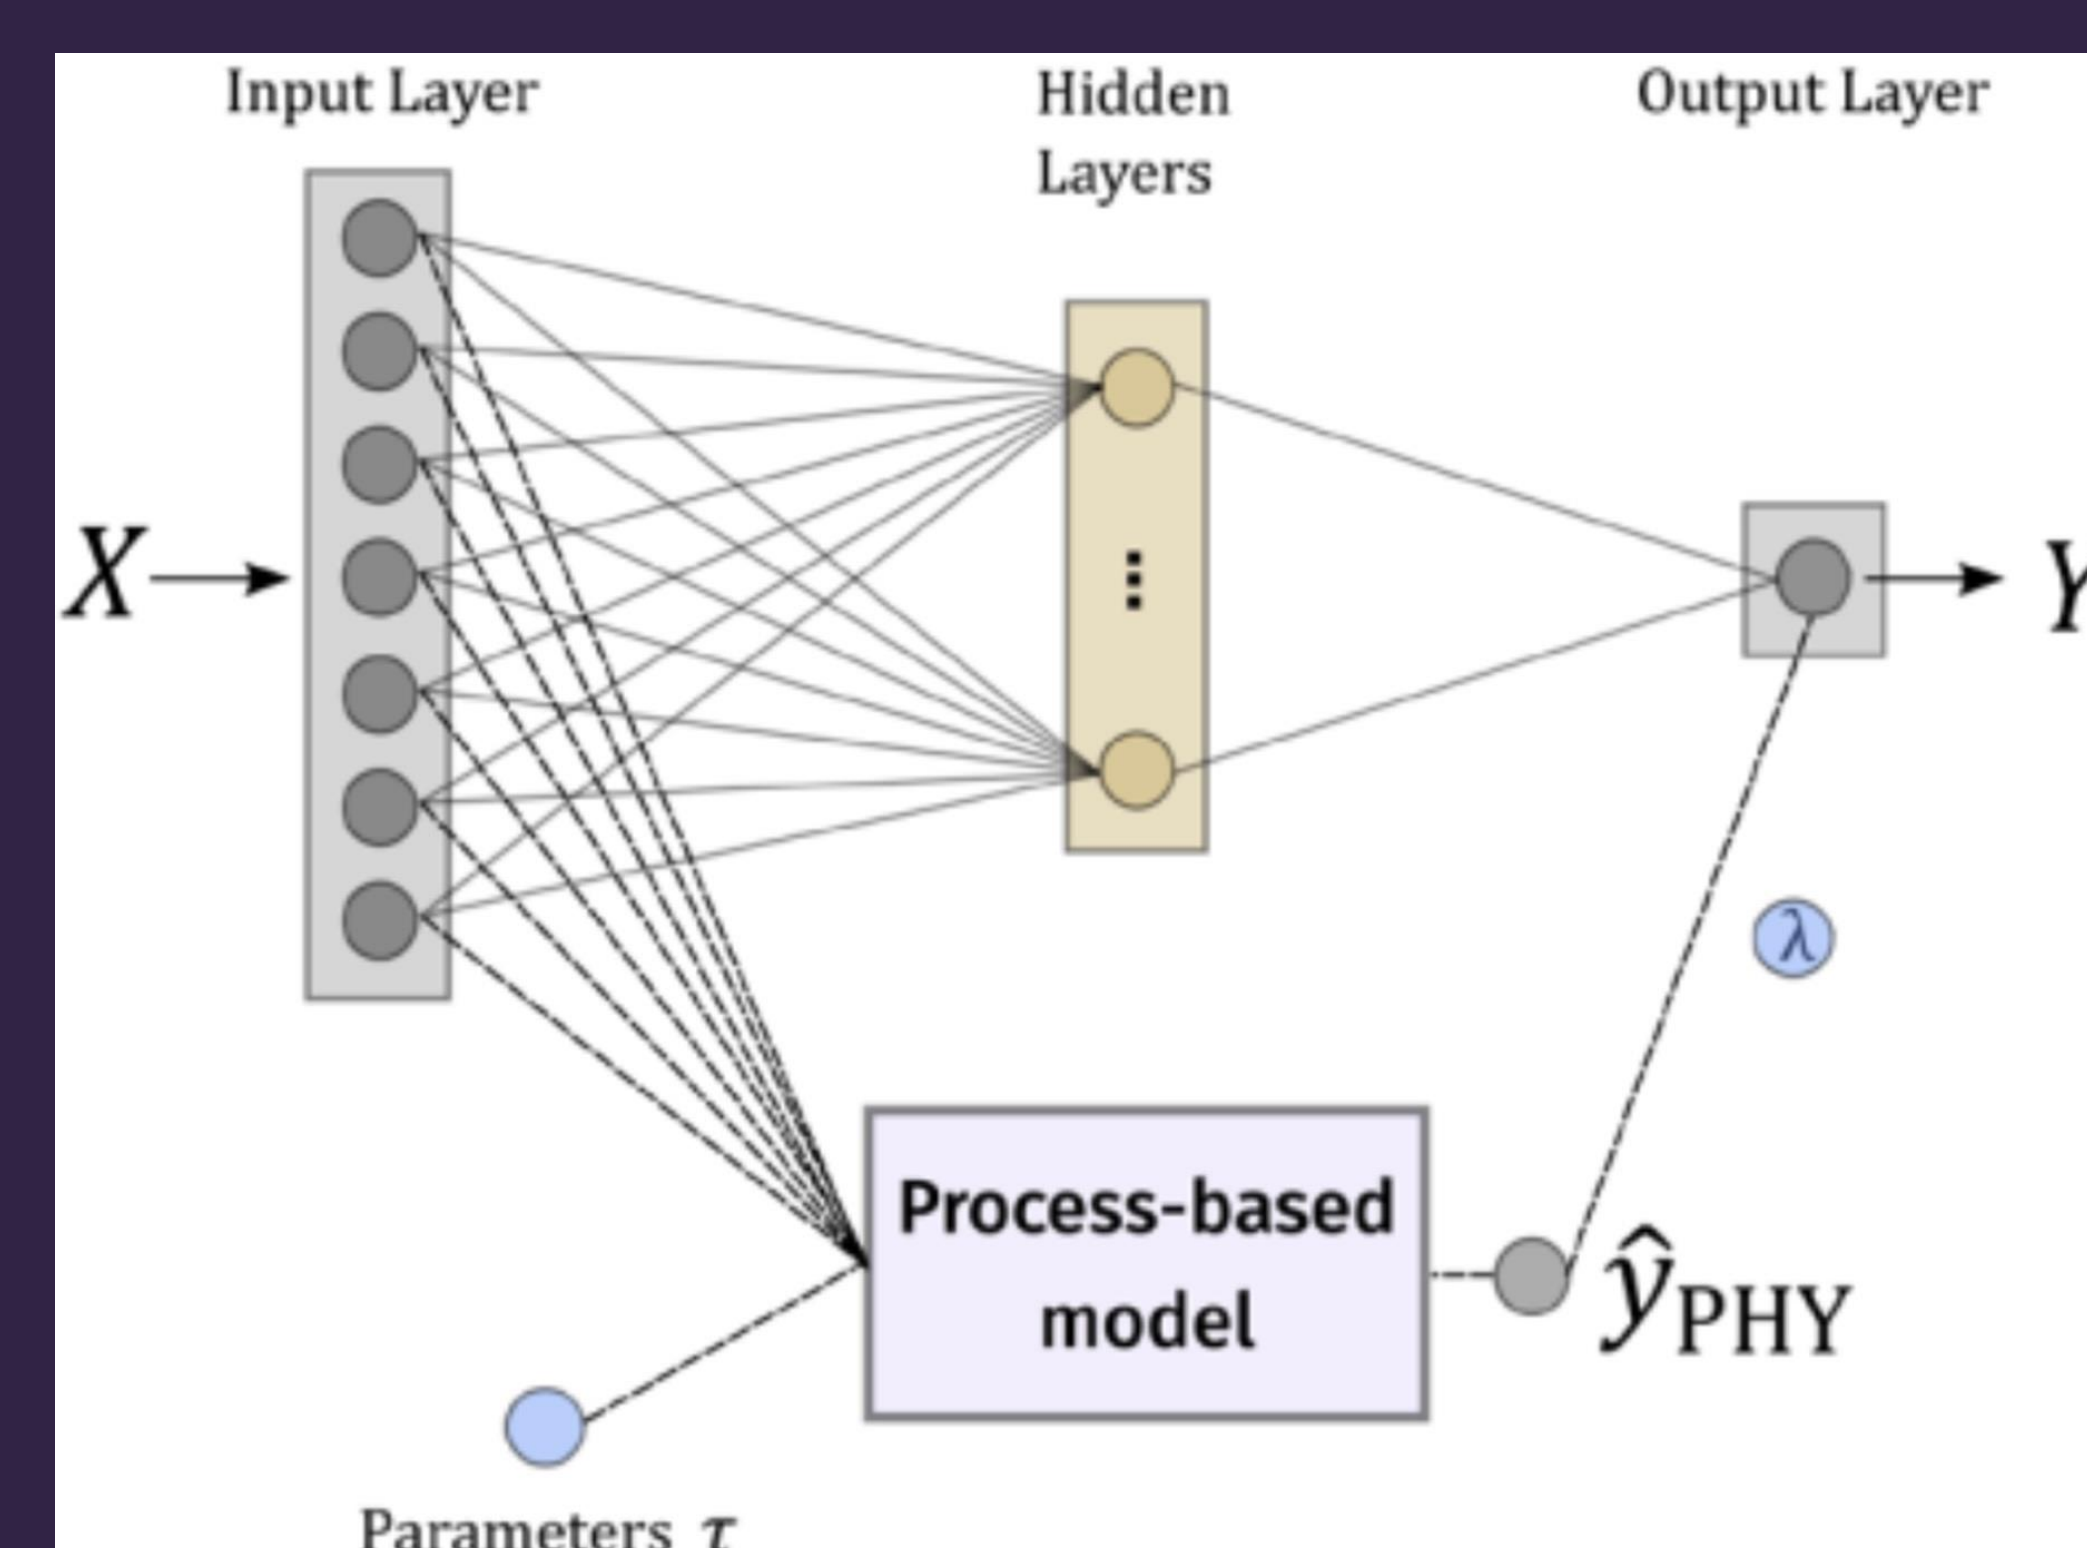 Input Layer
Hidden
Layers
Output Layer
X
Y
λ
Process-based
model
ŷPHY
Parameters τ